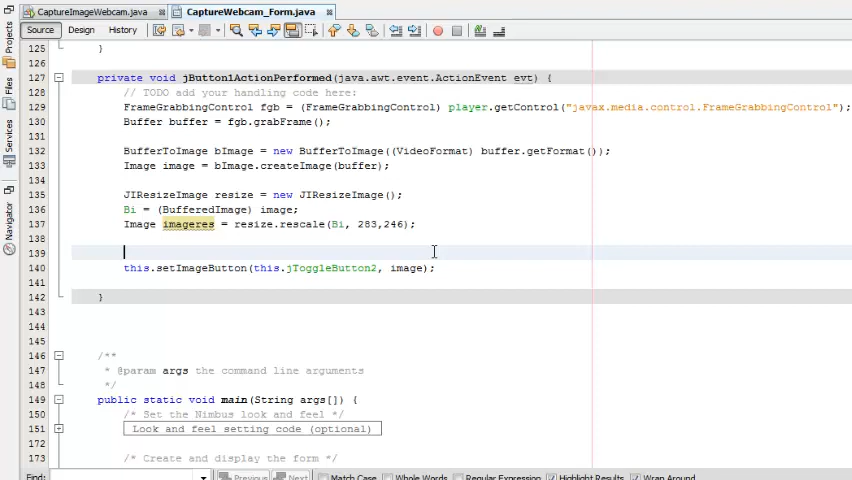 CaptureImageWebcam.java
CaptureWebcam_Form.java
Source Design History
Projects
Files
Services
Navigator
125 }
126
127 private void jButton1ActionPerformed(java.awt.event.ActionEvent evt) {
128 // TODO add your handling code here:
129 FrameGrabbingControl fgb = (FrameGrabbingControl) player.getControl("javax.media.control.FrameGrabbingControl");
130 Buffer buffer = fgb.grabFrame();
131
132 BufferToImage bImage = new BufferToImage((VideoFormat) buffer.getFormat());
133 Image image = bImage.createImage(buffer);
134
135 JIResizeImage resize = new JIResizeImage();
136 Bi = (BufferedImage) image;
137 Image imageres = resize.rescale(Bi, 283,246);
138
139
140 this.setImageButton(this.jToggleButton2, image);
141
142 }
143
144
145
146 /**
147 * @param args the command line arguments
148 */
149 public static void main(String args[]) {
150 /* Set the Nimbus look and feel */
151 Look and feel setting code (optional)
172
173 /* Create and display the form */
Find: Previous Next Match Case Whole Words Regular Expression Highlight Results Wrap Around